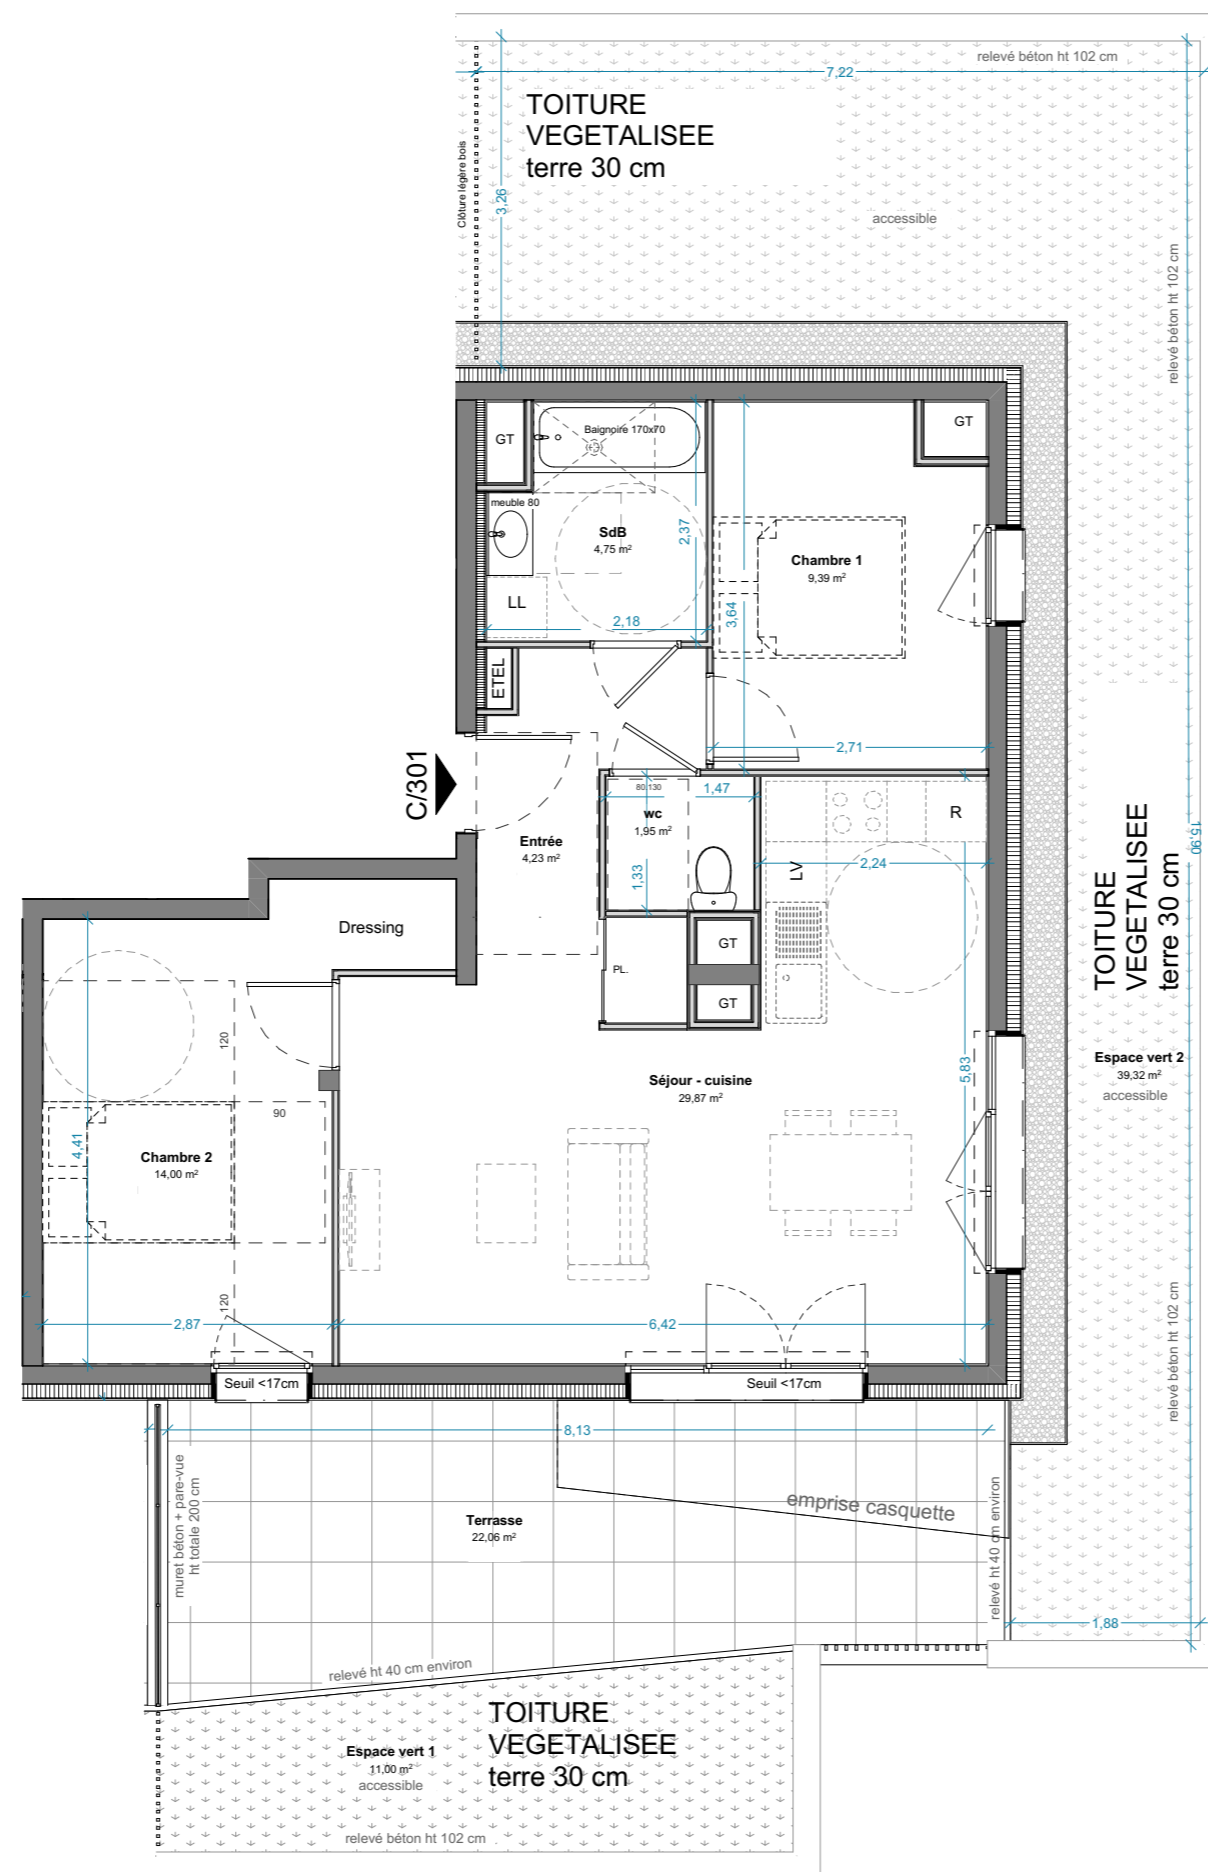 relevé béton ht 102 cm
7,22
TOITURE
VEGETALISEE
terre 30 cm
Clôture légère bois
3,26
accessible
relevé béton ht 102 cm
GT
Baignoire 170x70
GT
meuble 80
SdB
4,75 m²
2,37
Chambre 1
9,39 m²
LL
2,18
3,64
ETEL
2,71
C/301
80,130
1,47
wc
1,95 m²
R
Entrée
4,23 m²
1,33
LV
2,24
15,90
TOITURE
VEGETALISEE
terre 30 cm
Dressing
GT
PL.
GT
120
Espace vert 2
39,32 m²
accessible
Séjour - cuisine
29,87 m²
5,83
90
4,41
Chambre 2
14,00 m²
120
2,87
6,42
relevé béton ht 102 cm
Seuil <17cm
Seuil <17cm
8,13
muret béton + pare-vue
ht totale 200 cm
emprise casquette
Terrasse
22,06 m²
relevé ht 40 cm environ
1,88
relevé ht 40 cm environ
TOITURE
VEGETALISEE
terre 30 cm
Espace vert 1
11,00 m²
accessible
relevé béton ht 102 cm